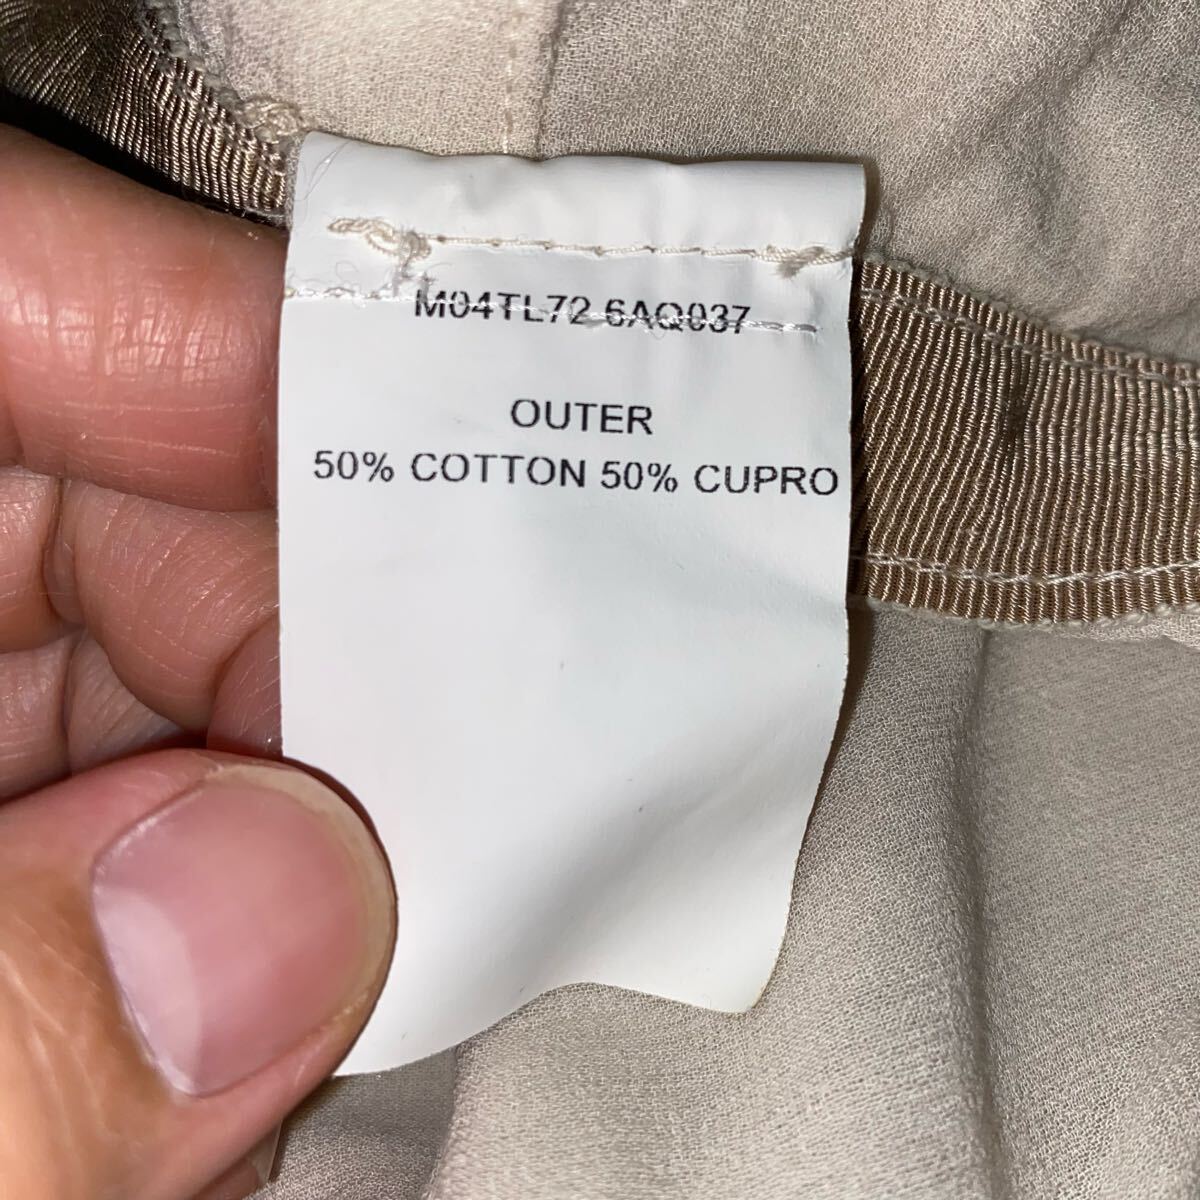 M04TL72 6AQ037
OUTER
50% COTTON 50% CUPRO